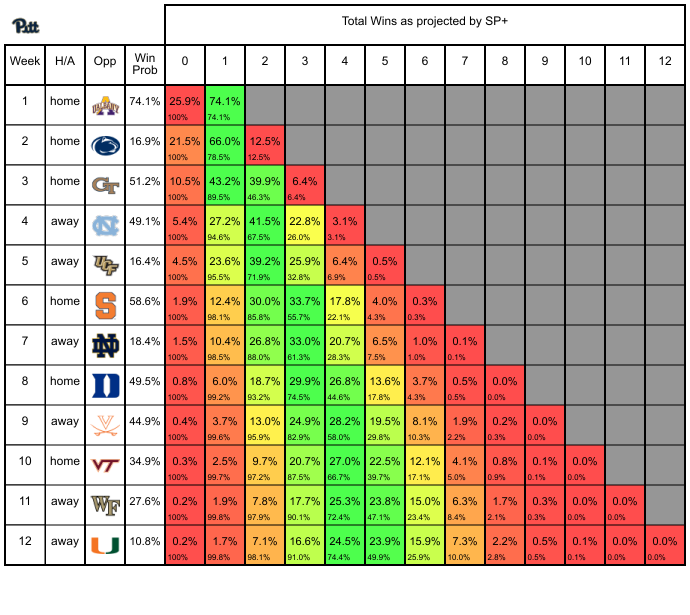 Pitt
Total Wins as projected by SP+
Week H/A Opp Win Prob 0 1 2 3 4 5 6 7 8 9 10 11 12
1 home ALBANY 74.1% 25.9% 74.1%
100% 74.1%
2 home 16.9% 21.5% 66.0% 12.5%
100% 78.5% 12.5%
3 home GT 51.2% 10.5% 43.2% 39.9% 6.4%
100% 89.5% 46.3% 6.4%
4 away NC 49.1% 5.4% 27.2% 41.5% 22.8% 3.1%
100% 94.6% 67.5% 26.0% 3.1%
5 away UCF 16.4% 4.5% 23.6% 39.2% 25.9% 6.4% 0.5%
100% 95.5% 71.9% 32.8% 6.9% 0.5%
6 home S 58.6% 1.9% 12.4% 30.0% 33.7% 17.8% 4.0% 0.3%
100% 98.1% 85.8% 55.7% 22.1% 4.3% 0.3%
7 away ND 18.4% 1.5% 10.4% 26.8% 33.0% 20.7% 6.5% 1.0% 0.1%
100% 98.5% 88.0% 61.3% 28.3% 7.5% 1.0% 0.1%
8 home D 49.5% 0.8% 6.0% 18.7% 29.9% 26.8% 13.6% 3.7% 0.5% 0.0%
100% 99.2% 93.2% 74.5% 44.6% 17.8% 4.3% 0.5% 0.0%
9 away V 44.9% 0.4% 3.7% 13.0% 24.9% 28.2% 19.5% 8.1% 1.9% 0.2% 0.0%
100% 99.6% 95.9% 82.9% 58.0% 29.8% 10.3% 2.2% 0.3% 0.0%
10 home VT 34.9% 0.3% 2.5% 9.7% 20.7% 27.0% 22.5% 12.1% 4.1% 0.8% 0.1% 0.0%
100% 99.7% 97.2% 87.5% 66.7% 39.7% 17.1% 5.0% 0.9% 0.1% 0.0%
11 away WF 27.6% 0.2% 1.9% 7.8% 17.7% 25.3% 23.8% 15.0% 6.3% 1.7% 0.3% 0.0% 0.0%
100% 99.8% 97.9% 90.1% 72.4% 47.1% 23.4% 8.4% 2.1% 0.3% 0.0% 0.0%
12 away U 10.8% 0.2% 1.7% 7.1% 16.6% 24.5% 23.9% 15.9% 7.3% 2.2% 0.5% 0.1% 0.0% 0.0%
100% 99.8% 98.1% 91.0% 74.4% 49.9% 25.9% 10.0% 2.8% 0.5% 0.1% 0.0% 0.0%